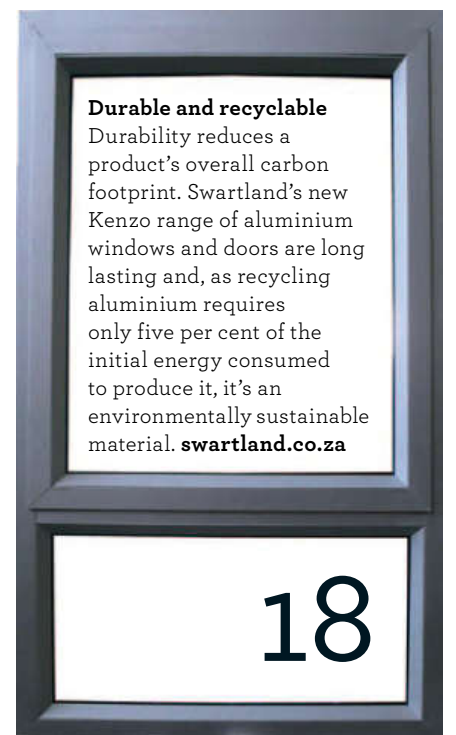 Durable and recyclable
Durability reduces a
product’s overall carbon
footprint. Swartland’s new
Kenzo range of aluminium
windows and doors are long
lasting and, as recycling
aluminium requires
only five per cent of the
initial energy consumed
to produce it, it’s an
environmentally sustainable
material. swartland.co.za
18